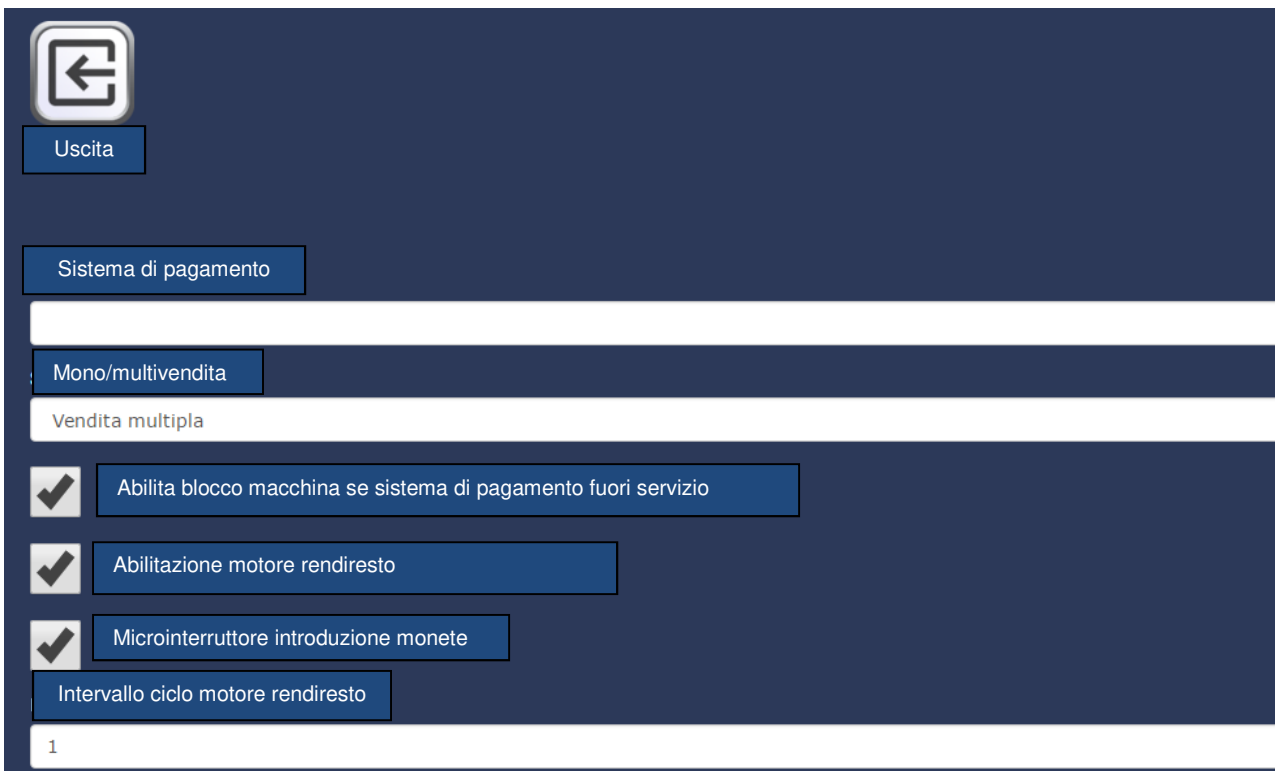 Uscita
Sistema di pagamento
Mono/multivendita
Vendita multipla
Abilita blocco macchina se sistema di pagamento fuori servizio
Abilitazione motore rendiresto
Microinterruttore introduzione monete
Intervallo ciclo motore rendiresto
1